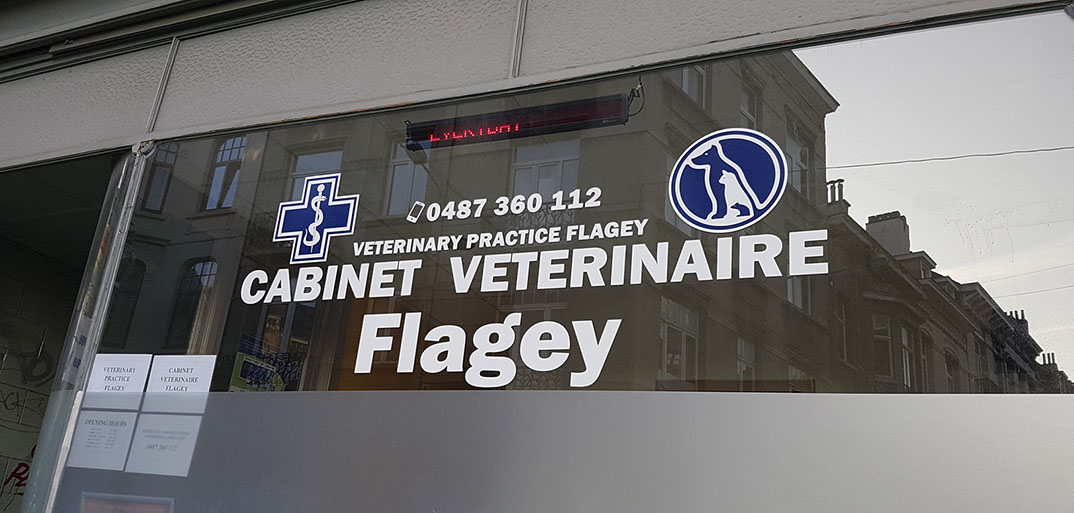 0487 360 112
VETERINARY PRACTICE FLAGEY
CABINET VETERINAIRE
Flagey
VETERINARY
PRACTICE
FLAGEY
CABINET
VETERINAIRE
FLAGEY
OPENING HOURS
0487 360 112